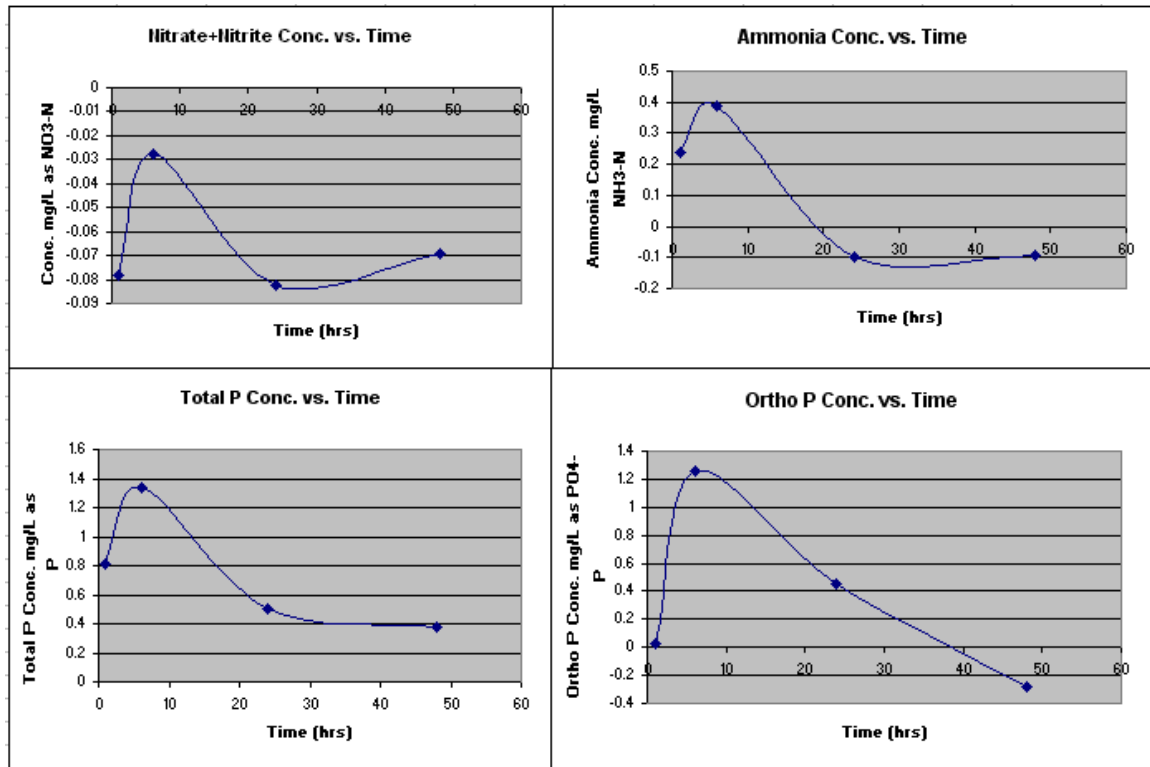 Nitrate+Nitrite Conc. vs. Time
Conc. mg/L as NO3-N
0
-0.01
-0.02
-0.03
-0.04
-0.05
-0.06
-0.07
-0.08
-0.09
0 10 20 30 40 50 60
Time (hrs)
Ammonia Conc. vs. Time
Ammonia Conc. mg/L
NH3-N
0.5
0.4
0.3
0.2
0.1
0
-0.1
-0.2
0 10 20 30 40 50 60
Time (hrs)
Total P Conc. vs. Time
Total P Conc. mg/L as
P
1.6
1.4
1.2
1
0.8
0.6
0.4
0.2
0
0 10 20 30 40 50 60
Time (hrs)
Ortho P Conc. vs. Time
Ortho P Conc. mg/L as PO4-
P
1.4
1.2
1
0.8
0.6
0.4
0.2
0
-0.2
-0.4
0 10 20 30 40 50 60
Time (hrs)